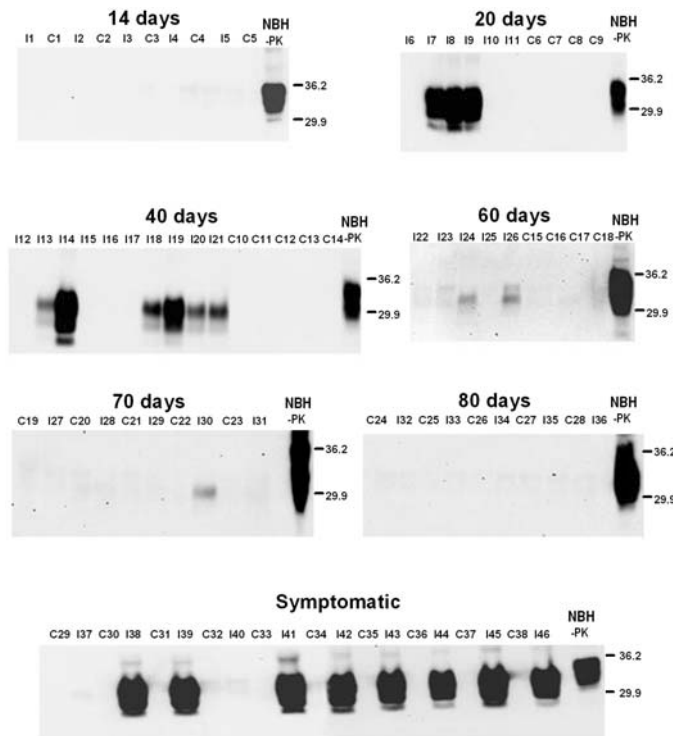 14 days
I1 C1 I2 C2 I3 C3 I4 C4 I5 C5 NBH -PK
36.2
29.9
20 days
I6 I7 I8 I9 I10 I11 C6 C7 C8 C9 NBH -PK
36.2
29.9
40 days
I12 I13 I14 I15 I16 I17 I18 I19 I20 I21 C10 C11 C12 C13 C14 NBH -PK
36.2
29.9
60 days
I22 I23 I24 I25 I26 C15 C16 C17 C18 NBH -PK
36.2
29.9
70 days
C19 I27 C20 I28 C21 I29 C22 I30 C23 I31 NBH -PK
36.2
29.9
80 days
C24 I32 C25 I33 C26 I34 C27 I35 C28 I36 NBH -PK
36.2
29.9
Symptomatic
C29 I37 C30 I38 C31 I39 C32 I40 C33 I41 C34 I42 C35 I43 C36 I44 C37 I45 C38 I46 NBH -PK
36.2
29.9